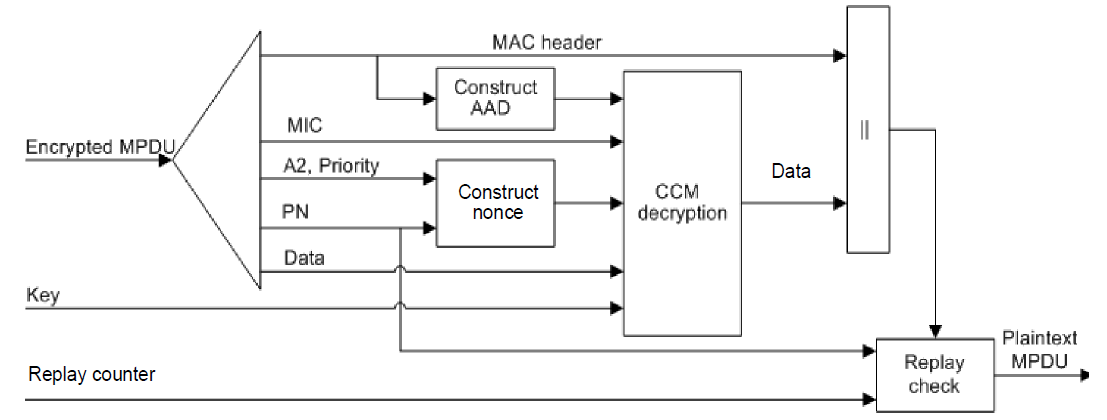 MAC header
Construct
AAD
MIC
Encrypted MPDU
A2, Priority
Construct
nonce
CCM
decryption
Data
||
PN
Data
Key
Replay counter
Replay
check
Plaintext
MPDU